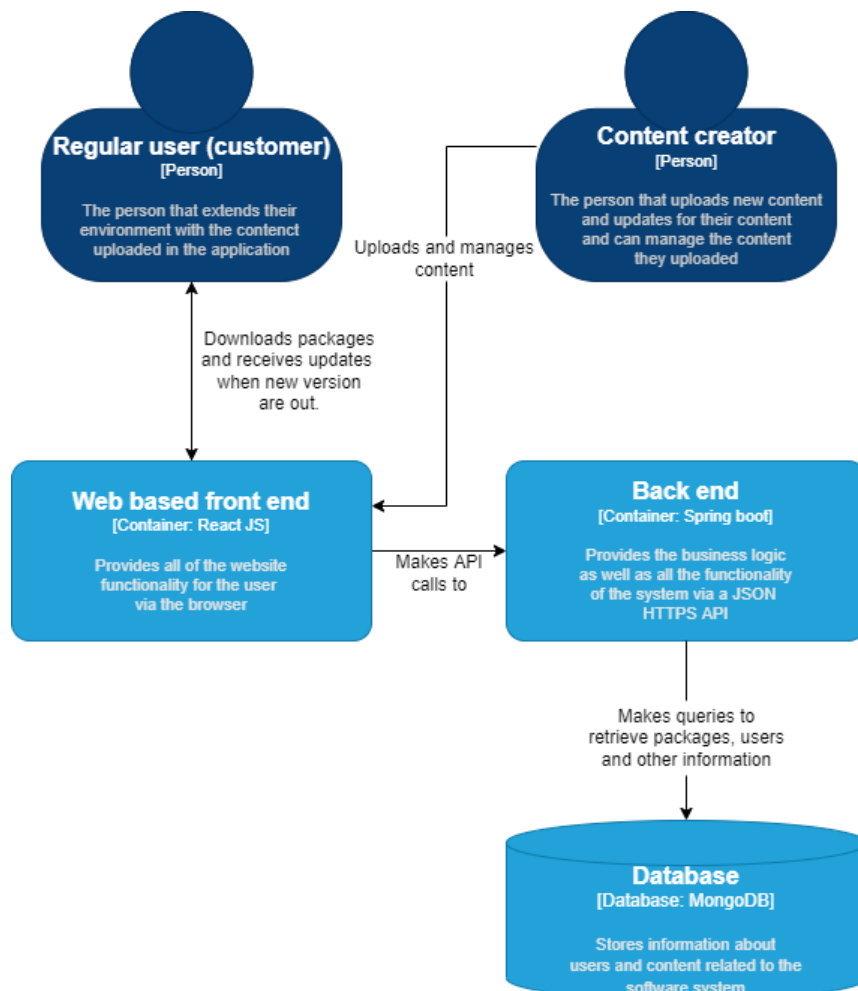 Regular user (customer)
[Person]
The person that extends their
environment with the contenct
uploaded in the application
Content creator
[Person]
The person that uploads new content
and updates for their content
and can manage the content
they uploaded
Uploads and manages
content
Downloads packages
and receives updates
when new version
are out.
Web based front end
[Container: React JS]
Provides all of the website
functionality for the user
via the browser
Makes API
calls to
Back end
[Container: Spring boot]
Provides the business logic
as well as all the functionality
of the system via a JSON
HTTPS API
Makes queries to
retrieve packages, users
and other information
Database
[Database: MongoDB]
Stores information about
users and content related to the
software system